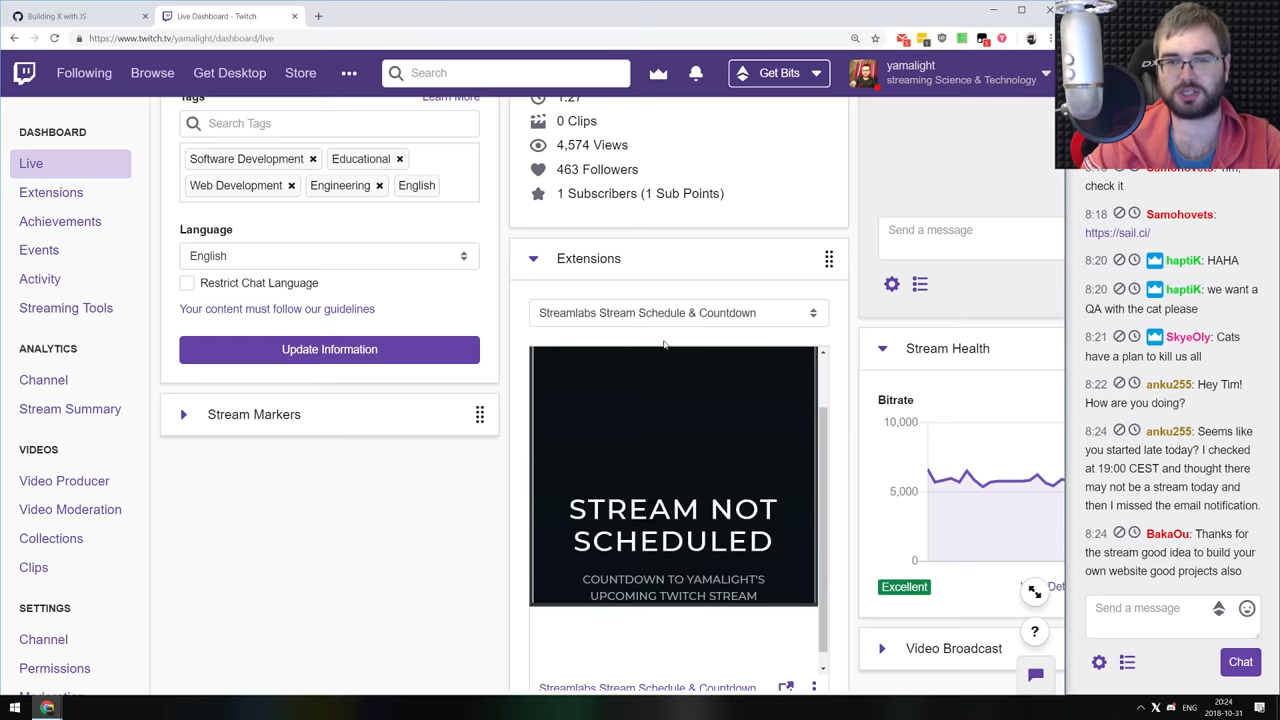 Building X with JS
Live Dashboard - Twitch
https://www.twitch.tv/yamalight/dashboard/live
Following
Browse
Get Desktop
Store
Search
Get Bits
yamalight
streaming Science & Technology
DASHBOARD
Live
Extensions
Achievements
Events
Activity
Streaming Tools
ANALYTICS
Channel
Stream Summary
VIDEOS
Video Producer
Video Moderation
Collections
Clips
SETTINGS
Channel
Permissions
Tags
Learn More
Search Tags
Software Development
Educational
Web Development
Engineering
English
Language
English
Restrict Chat Language
Your content must follow our guidelines
Update Information
Stream Markers
1:27
0 Clips
4,574 Views
463 Followers
1 Subscribers (1 Sub Points)
Extensions
Streamlabs Stream Schedule & Countdown
STREAM NOT
SCHEDULED
COUNTDOWN TO YAMALIGHT'S
UPCOMING TWITCH STREAM
Streamlabs Stream Schedule & Countdown
Send a message
Stream Health
Bitrate
10,000
5,000
0
Excellent
?
Video Broadcast
check it
8:18 Samohovets:
https://sail.ci/
8:20 haptiK: HAHA
8:20 haptiK: we want a
QA with the cat please
8:21 SkyeOly: Cats
have a plan to kill us all
8:22 anku255: Hey Tim!
How are you doing?
8:24 anku255: Seems like
you started late today? I checked
at 19:00 CEST and thought there
may not be a stream today and
then I missed the email notification.
8:24 BakaOu: Thanks for
the stream good idea to build your
own website good projects also
Send a message
Chat
ENG
20:24
2018-10-31